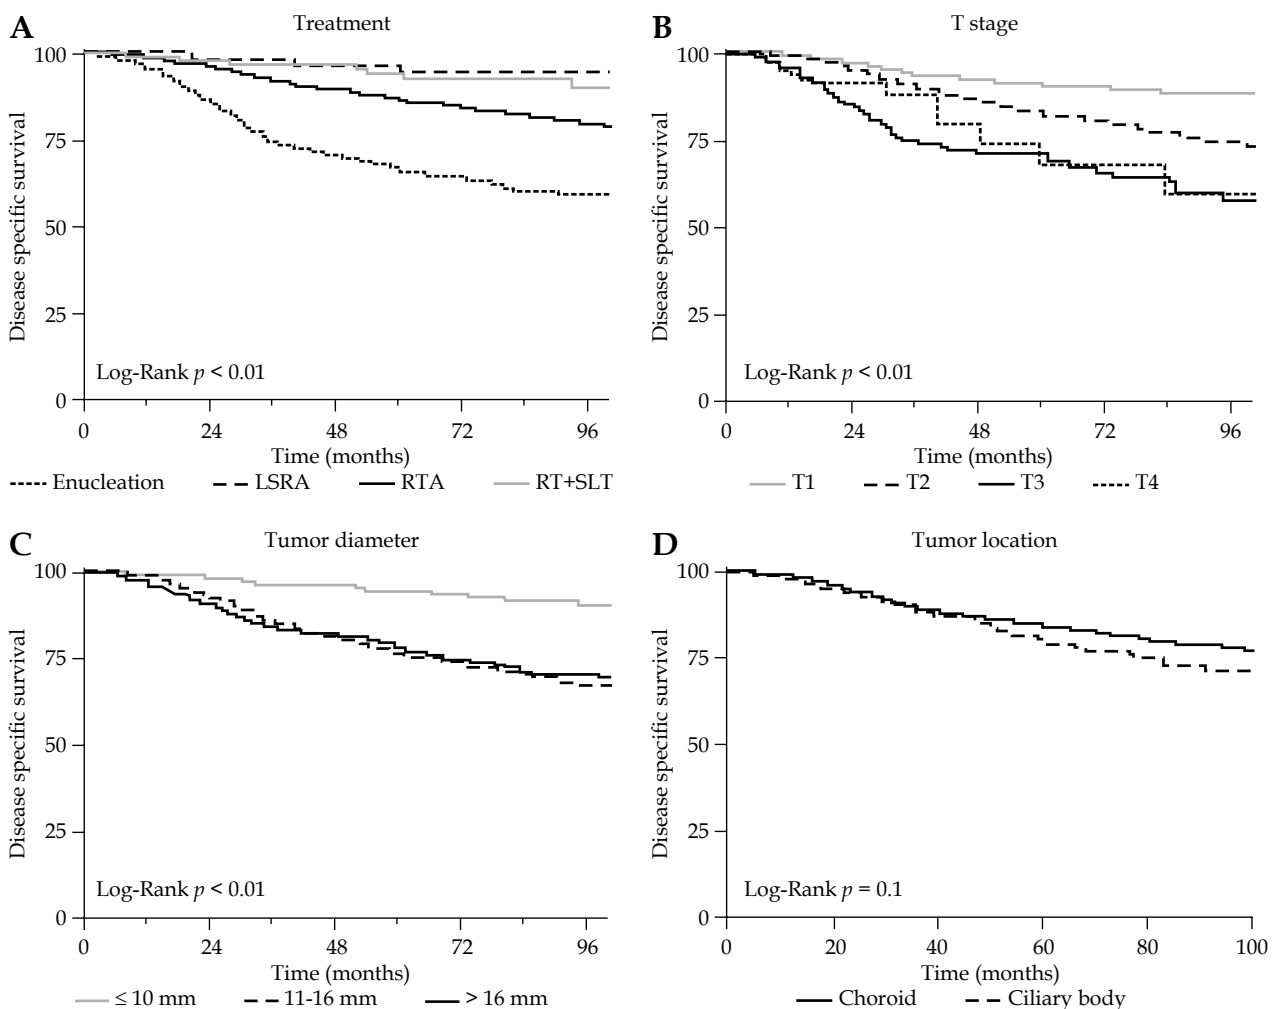 A
Treatment
Disease specific survival
100
75
50
25
0
Log-Rank p < 0.01
0 24 48 72 96
Time (months)
Enucleation LSRA RTA RT+SLT
B
T stage
Disease specific survival
100
75
50
25
0
Log-Rank p < 0.01
0 24 48 72 96
Time (months)
T1 T2 T3 T4
C
Tumor diameter
Disease specific survival
100
75
50
25
0
Log-Rank p < 0.01
0 24 48 72 96
Time (months)
≤ 10 mm 11-16 mm > 16 mm
D
Tumor location
Disease specific survival
100
75
50
25
0
Log-Rank p = 0.1
0 20 40 60 80 100
Time (months)
Choroid Ciliary body